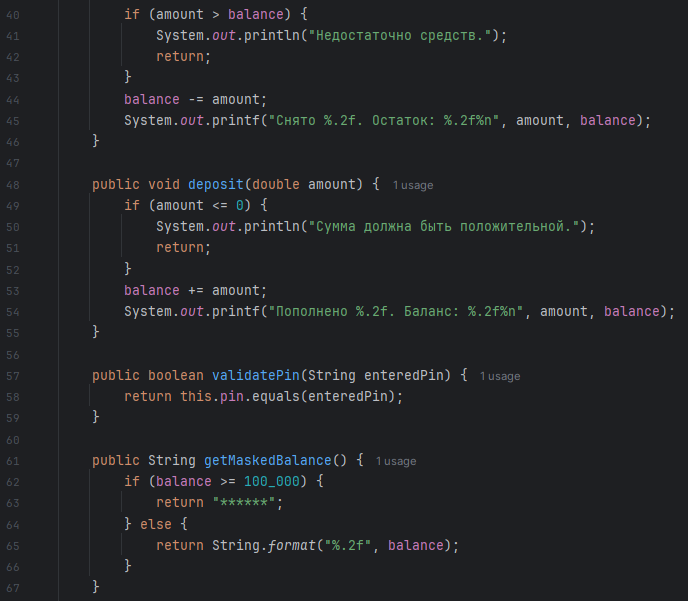 40 if (amount > balance) {
41 System.out.println("Недостаточно средств.");
42 return;
43 }
44 balance -= amount;
45 System.out.printf("Снято %.2f. Остаток: %.2f%n", amount, balance);
46 }
47
48 public void deposit(double amount) { 1 usage
49 if (amount <= 0) {
50 System.out.println("Сумма должна быть положительной.");
51 return;
52 }
53 balance += amount;
54 System.out.printf("Пополнено %.2f. Баланс: %.2f%n", amount, balance);
55 }
56
57 public boolean validatePin(String enteredPin) { 1 usage
58 return this.pin.equals(enteredPin);
59 }
60
61 public String getMaskedBalance() { 1 usage
62 if (balance >= 100_000) {
63 return "******";
64 } else {
65 return String.format("%.2f", balance);
66 }
67 }